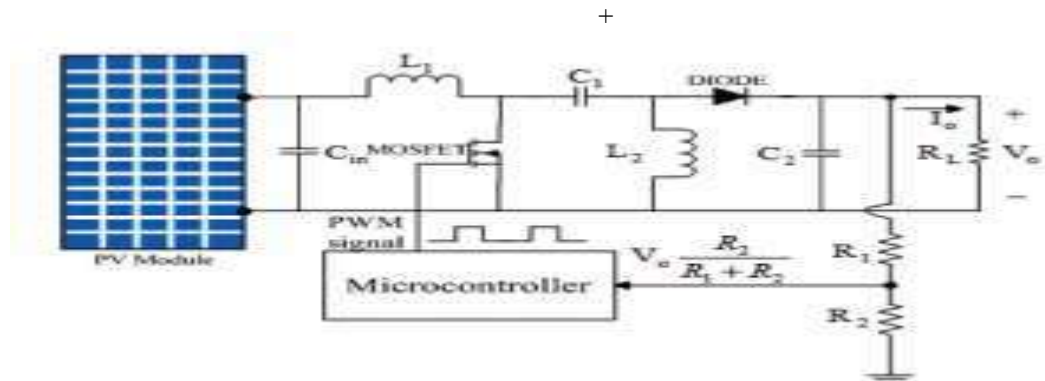 +
L₁
C₁
DIODE
Iₒ
+
Cᵢₙ
MOSFET
L₂
C₂
R_L
Vₒ
−
PWM
signal
PV Module
Vₒ R₂ / R₁ + R₂
R₁
Microcontroller
R₂